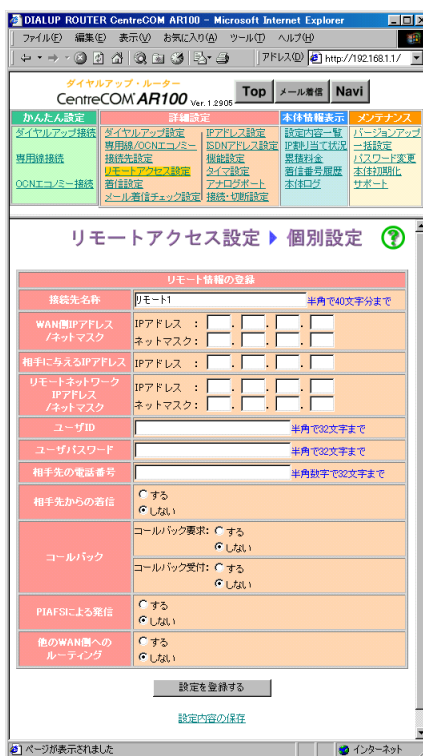 DIALUP ROUTER CentreCOM AR100 - Microsoft Internet Explorer
ファイル(F) 編集(E) 表示(V) お気に入り(A) ツール(T) ヘルプ(H)
アドレス(D) http://192.168.1.1/
ダイヤルアップ・ルーター
CentreCOM AR100 Ver.1.2905 Top メール着信 Navi
かんたん設定 詳細設定 本体情報表示 メンテナンス
ダイヤルアップ接続 ダイヤルアップ設定 IPアドレス設定 設定内容一覧 バージョンアップ
専用線/OCNエコノミー ISDNアドレス設定 IP割り当て状況 一括設定
専用線接続 接続先設定 機能設定 累積料金 パスワード変更
リモートアクセス設定 タイマ設定 着信番号履歴 本体初期化
OCNエコノミー接続 着信設定 アナログポート 本体ログ サポート
メール着信チェック設定 接続・切断設定
リモートアクセス設定 ▶ 個別設定 ?
リモート情報の登録
接続先名称 リモート1 半角で40文字分まで
WAN側IPアドレス
/ネットマスク
IPアドレス : . . .
ネットマスク: . . .
相手に与えるIPアドレス IPアドレス : . . .
リモートネットワーク
IPアドレス
/ネットマスク
IPアドレス : . . .
ネットマスク: . . .
ユーザID 半角で32文字まで
ユーザパスワード 半角で32文字まで
相手先の電話番号 半角数字で32文字まで
相手先からの着信 する
しない
コールバック
コールバック要求: する
しない
コールバック受付: する
しない
PIAFSによる発信 する
しない
他のWAN側への
ルーティング
する
しない
設定を登録する
設定内容の保存
ページが表示されました インターネット